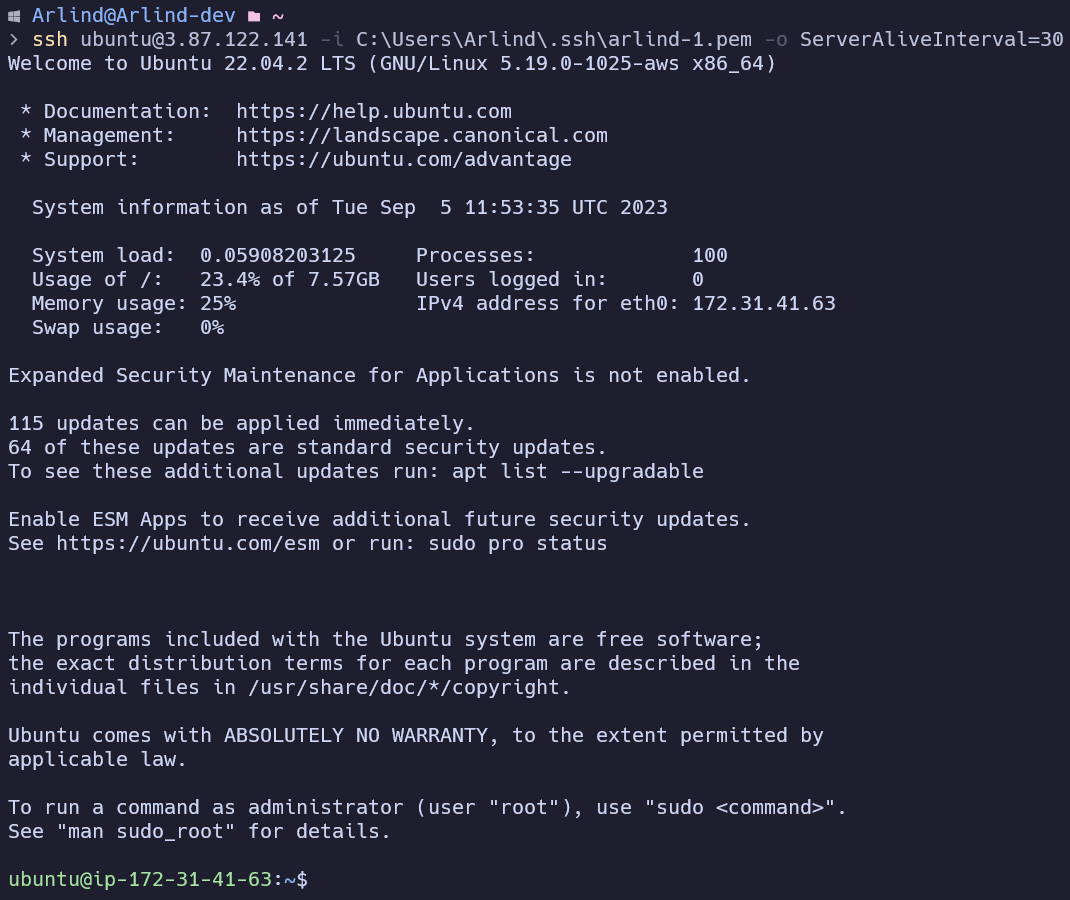 Arlind@Arlind-dev ~
> ssh ubuntu@3.87.122.141 -i C:\Users\Arlind\.ssh\arlind-1.pem -o ServerAliveInterval=30
Welcome to Ubuntu 22.04.2 LTS (GNU/Linux 5.19.0-1025-aws x86_64)

 * Documentation:  https://help.ubuntu.com
 * Management:     https://landscape.canonical.com
 * Support:        https://ubuntu.com/advantage

  System information as of Tue Sep  5 11:53:35 UTC 2023

  System load:  0.05908203125     Processes:             100
  Usage of /:   23.4% of 7.57GB   Users logged in:       0
  Memory usage: 25%               IPv4 address for eth0: 172.31.41.63
  Swap usage:   0%

Expanded Security Maintenance for Applications is not enabled.

115 updates can be applied immediately.
64 of these updates are standard security updates.
To see these additional updates run: apt list --upgradable

Enable ESM Apps to receive additional future security updates.
See https://ubuntu.com/esm or run: sudo pro status

The programs included with the Ubuntu system are free software;
the exact distribution terms for each program are described in the
individual files in /usr/share/doc/*/copyright.

Ubuntu comes with ABSOLUTELY NO WARRANTY, to the extent permitted by
applicable law.

To run a command as administrator (user "root"), use "sudo <command>".
See "man sudo_root" for details.

ubuntu@ip-172-31-41-63:~$